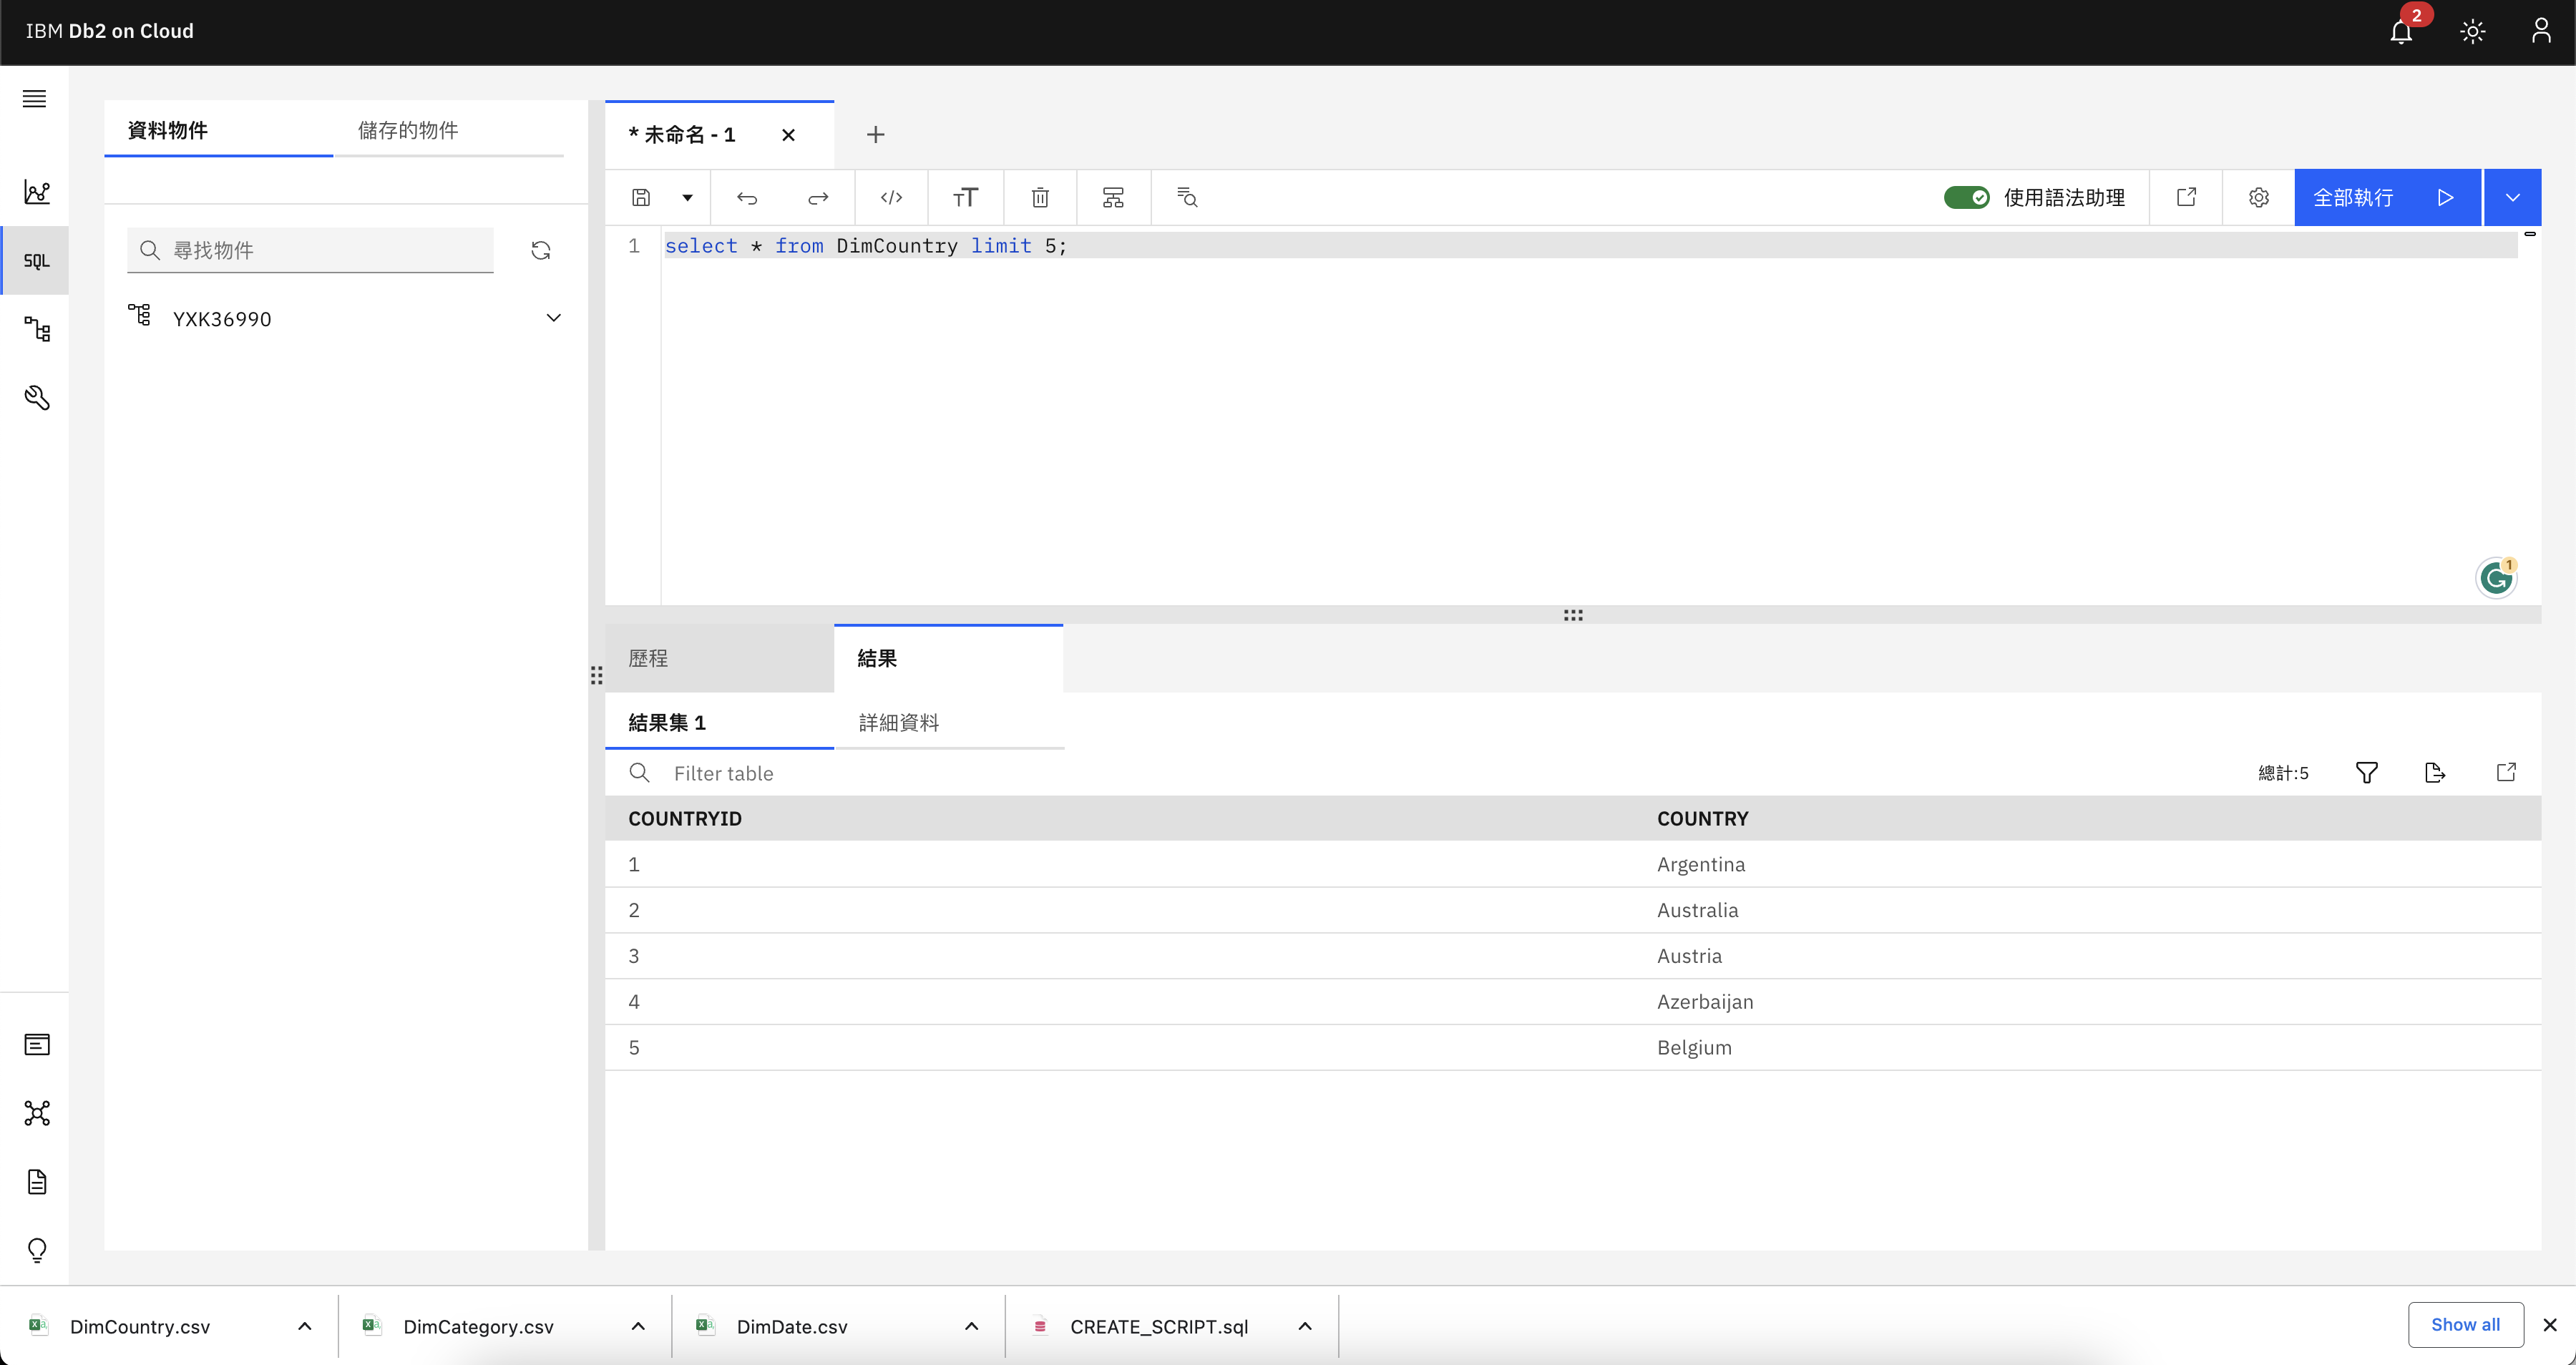 IBM Db2 on Cloud
2
資料物件 儲存的物件
* 未命名 - 1
SQL
使用語法助理
全部執行
尋找物件
YXK36990
1 select * from DimCountry limit 5;
1
歷程 結果
結果集 1 詳細資料
Filter table
總計:5
COUNTRYID COUNTRY
1 Argentina
2 Australia
3 Austria
4 Azerbaijan
5 Belgium
DimCountry.csv DimCategory.csv DimDate.csv CREATE_SCRIPT.sql Show all